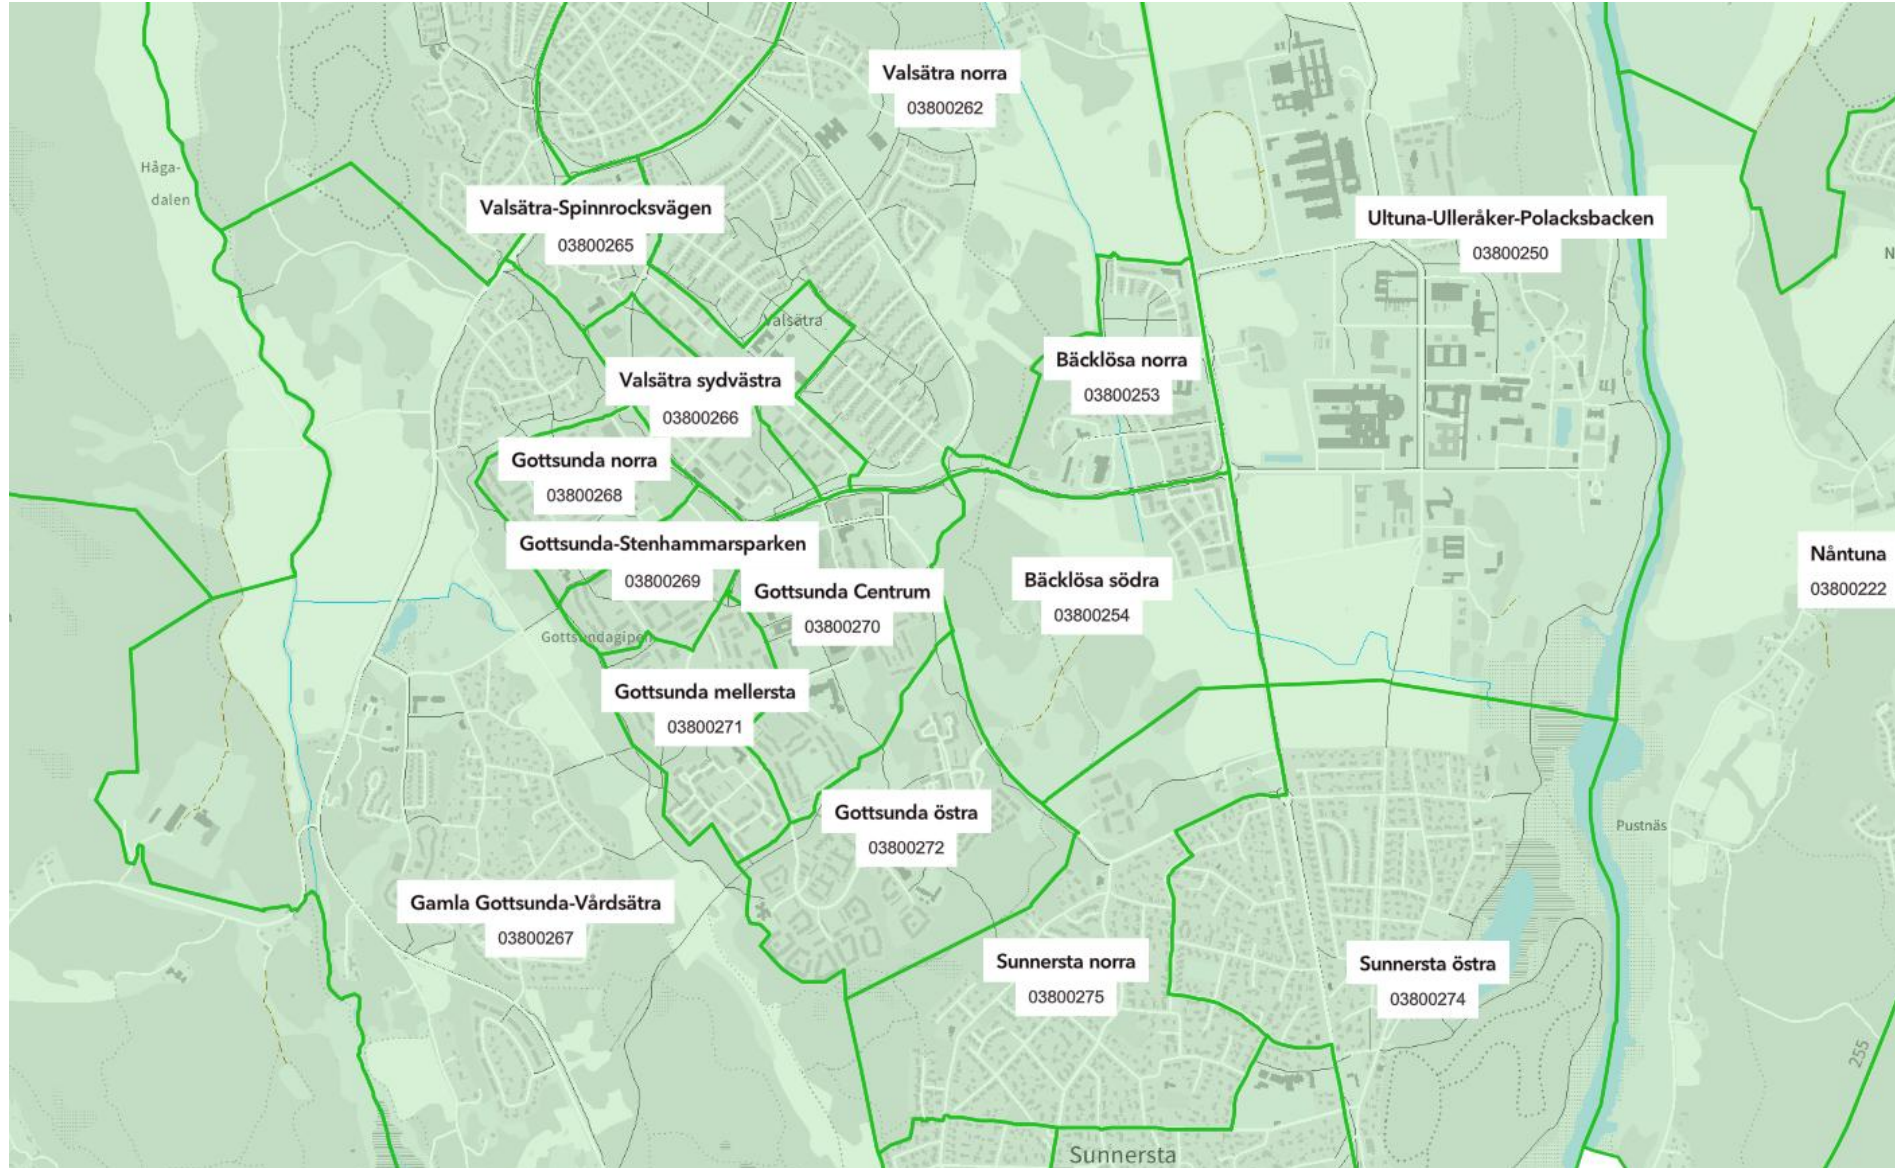 Valsätra norra
03800262
Håga-
dalen
Valsätra-Spinnrocksvägen
03800265
Ultuna-Ulleråker-Polacksbacken
03800250
N
Valsätra
Bäcklösa norra
03800253
Valsätra sydvästra
03800266
Gottsunda norra
03800268
Gottsunda-Stenhammarsparken
03800269
Nåntuna
03800222
Bäcklösa södra
03800254
Gottsunda Centrum
03800270
Gottsundagipen
Gottsunda mellersta
03800271
Gottsunda östra
03800272
Pustnäs
Gamla Gottsunda-Vårdsätra
03800267
Sunnersta norra
03800275
Sunnersta östra
03800274
255
Sunnersta